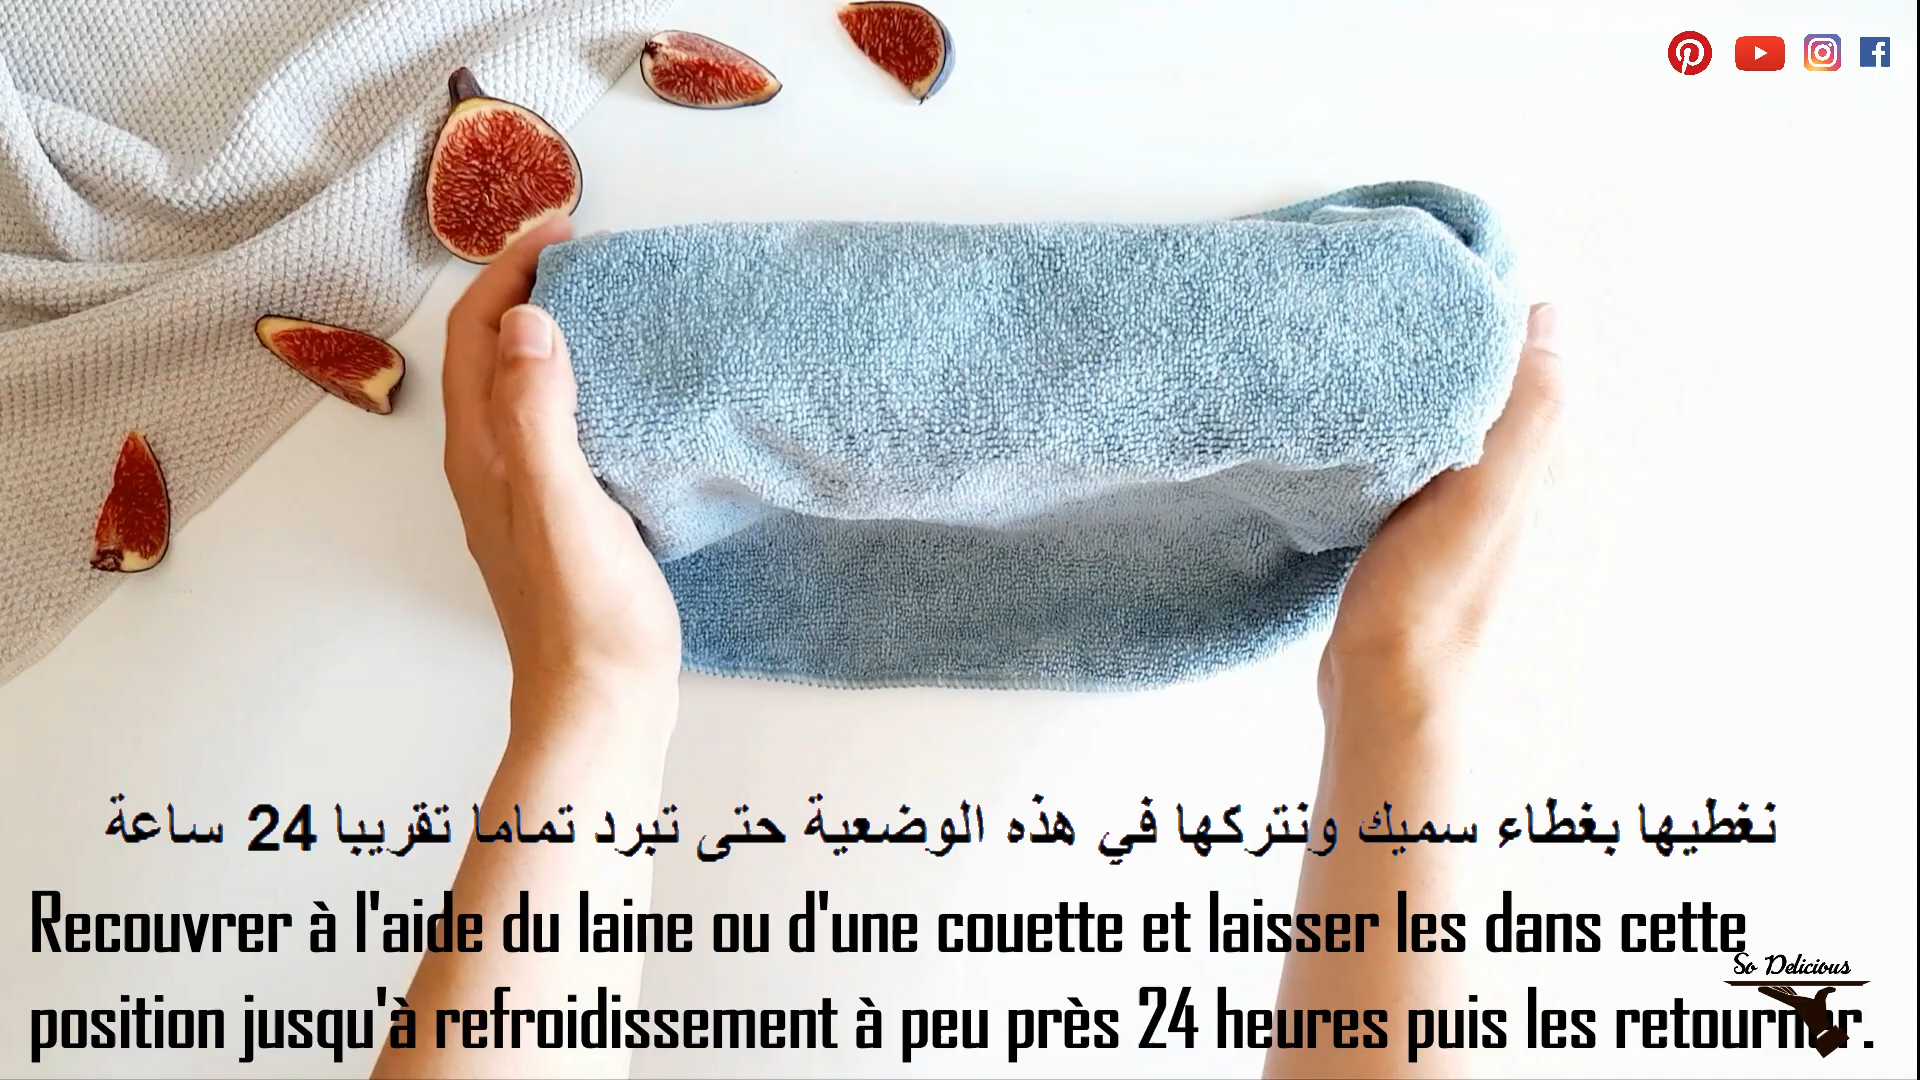 نغطيها بغطاء سميك ونتركها في هذه الوضعية حتى تبرد تماما تقريبا 24 ساعة
Recouvrer à l'aide du laine ou d'une couette et laisser les dans cette
position jusqu'à refroidissement à peu près 24 heures puis les retourner.
So Delicious